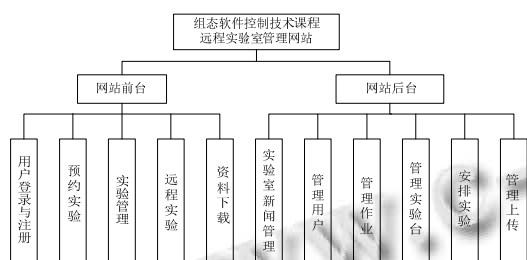 组态软件控制技术课程
远程实验室管理网站
网站前台
网站后台
用户登录与注册
预约实验
实验管理
远程实验
资料下载
实验室新闻管理
管理用户
管理作业
管理实验台
安排实验
管理上传